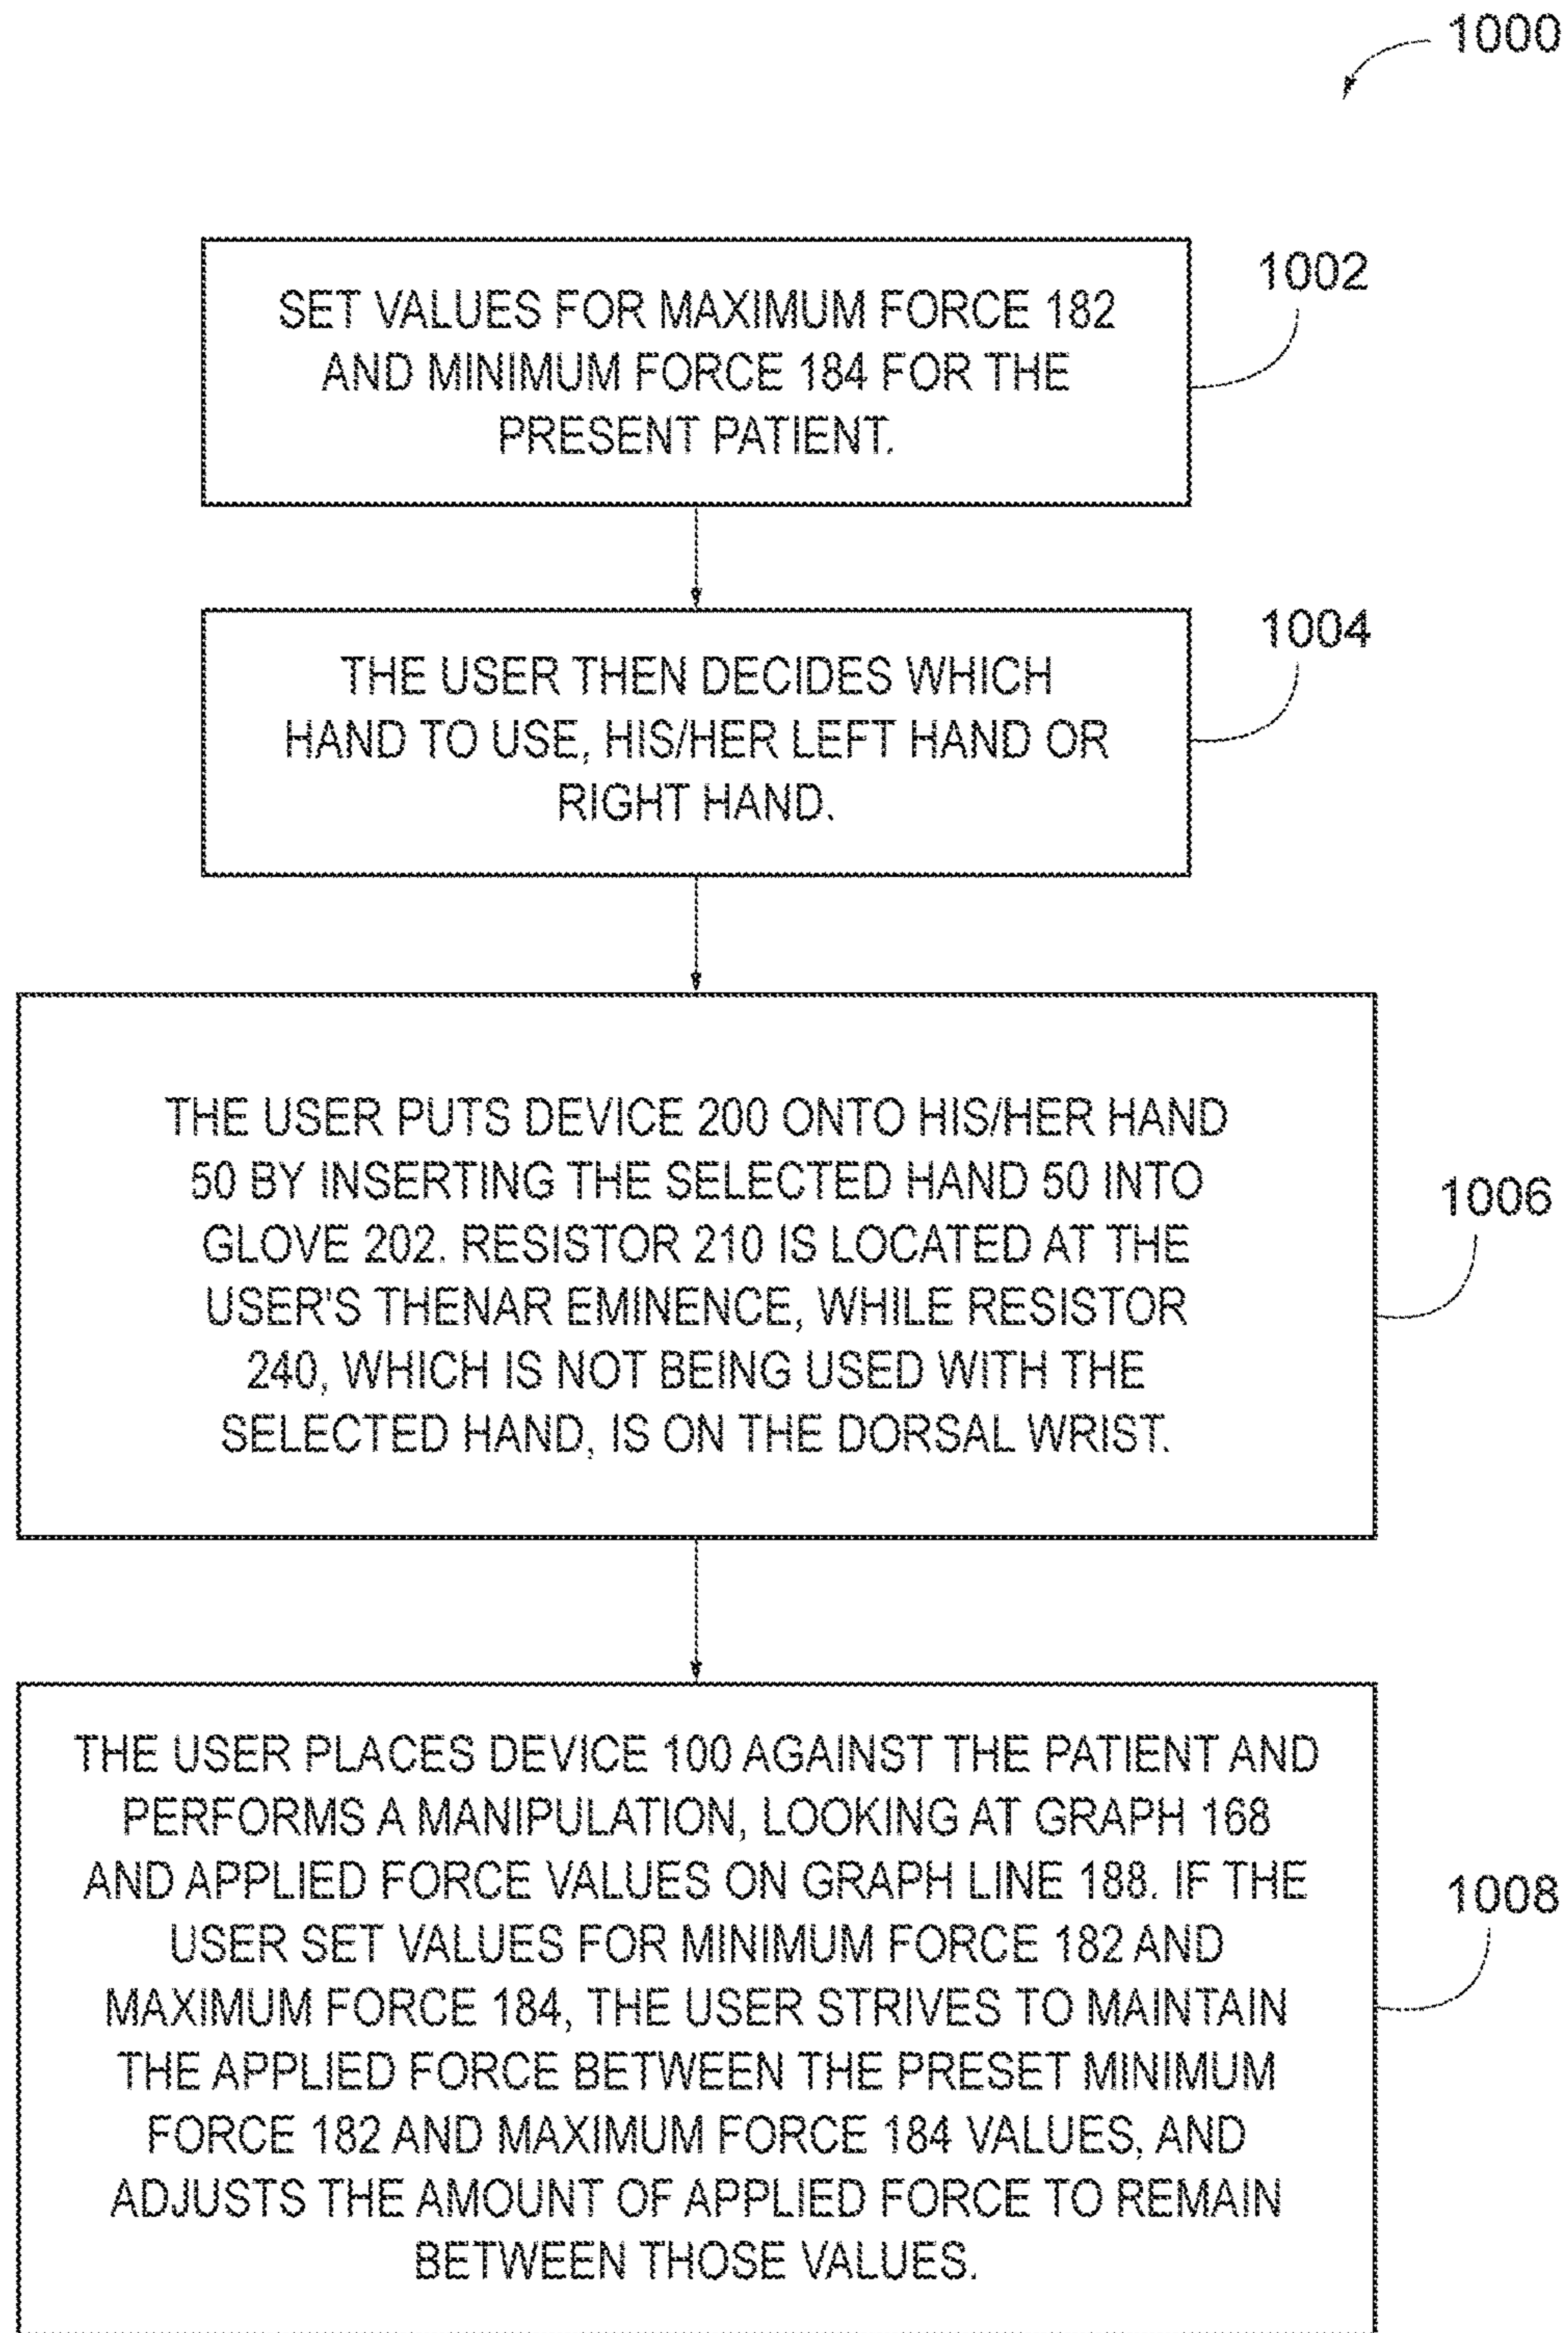 1000
SET VALUES FOR MAXIMUM FORCE 182
AND MINIMUM FORCE 184 FOR THE
PRESENT PATIENT.
1002
THE USER THEN DECIDES WHICH
HAND TO USE, HIS/HER LEFT HAND OR
RIGHT HAND.
1004
THE USER PUTS DEVICE 200 ONTO HIS/HER HAND
50 BY INSERTING THE SELECTED HAND 50 INTO
GLOVE 202. RESISTOR 210 IS LOCATED AT THE
USER'S THENAR EMINENCE, WHILE RESISTOR
240, WHICH IS NOT BEING USED WITH THE
SELECTED HAND, IS ON THE DORSAL WRIST.
1006
THE USER PLACES DEVICE 100 AGAINST THE PATIENT AND
PERFORMS A MANIPULATION, LOOKING AT GRAPH 168
AND APPLIED FORCE VALUES ON GRAPH LINE 188. IF THE
USER SET VALUES FOR MINIMUM FORCE 182 AND
MAXIMUM FORCE 184, THE USER STRIVES TO MAINTAIN
THE APPLIED FORCE BETWEEN THE PRESET MINIMUM
FORCE 182 AND MAXIMUM FORCE 184 VALUES, AND
ADJUSTS THE AMOUNT OF APPLIED FORCE TO REMAIN
BETWEEN THOSE VALUES.
1008